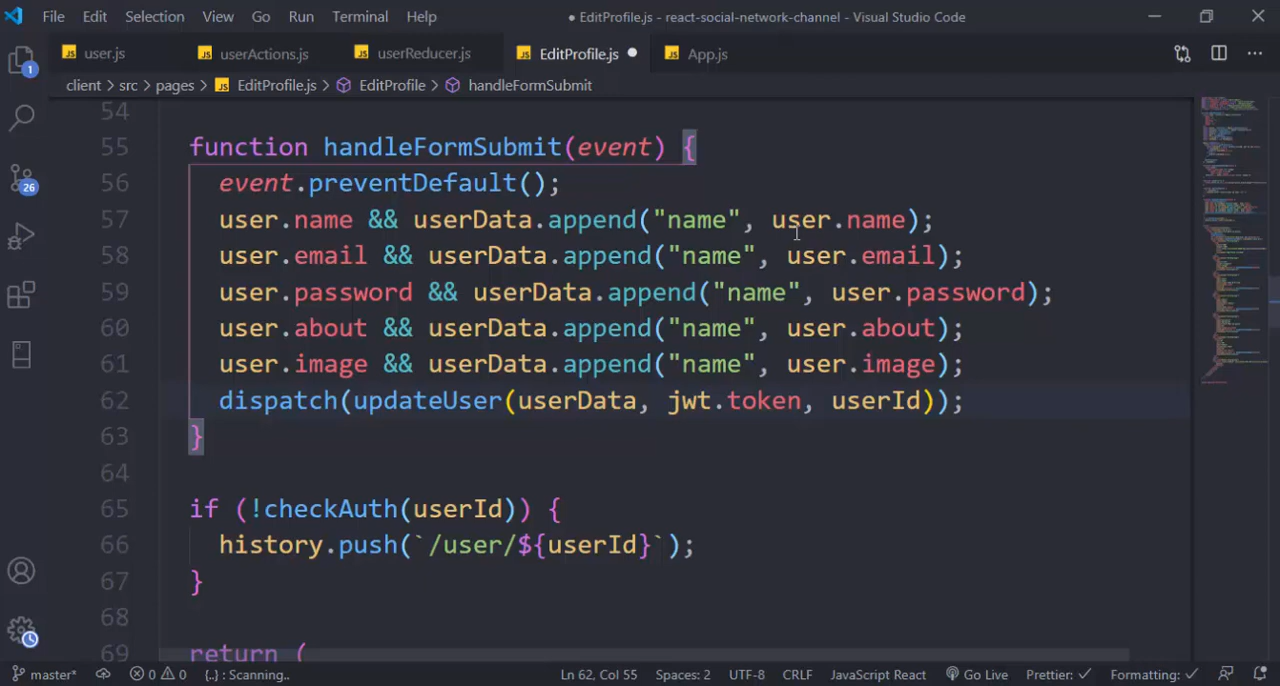 File Edit Selection View Go Run Terminal Help ● EditProfile.js - react-social-network-channel - Visual Studio Code
JS user.js JS userActions.js JS userReducer.js JS EditProfile.js ● JS App.js
client > src > pages > JS EditProfile.js > EditProfile > handleFormSubmit
1
26
54
55 function handleFormSubmit(event) {
56 event.preventDefault();
57 user.name && userData.append("name", user.name);
58 user.email && userData.append("name", user.email);
59 user.password && userData.append("name", user.password);
60 user.about && userData.append("name", user.about);
61 user.image && userData.append("name", user.image);
62 dispatch(updateUser(userData, jwt.token, userId));
63 }
64
65 if (!checkAuth(userId)) {
66 history.push(`/user/${userId}`);
67 }
68
69 return (
master* 0 0 {..} : Scanning.. Ln 62, Col 55 Spaces: 2 UTF-8 CRLF JavaScript React Go Live Prettier: ✓ Formatting: ✓